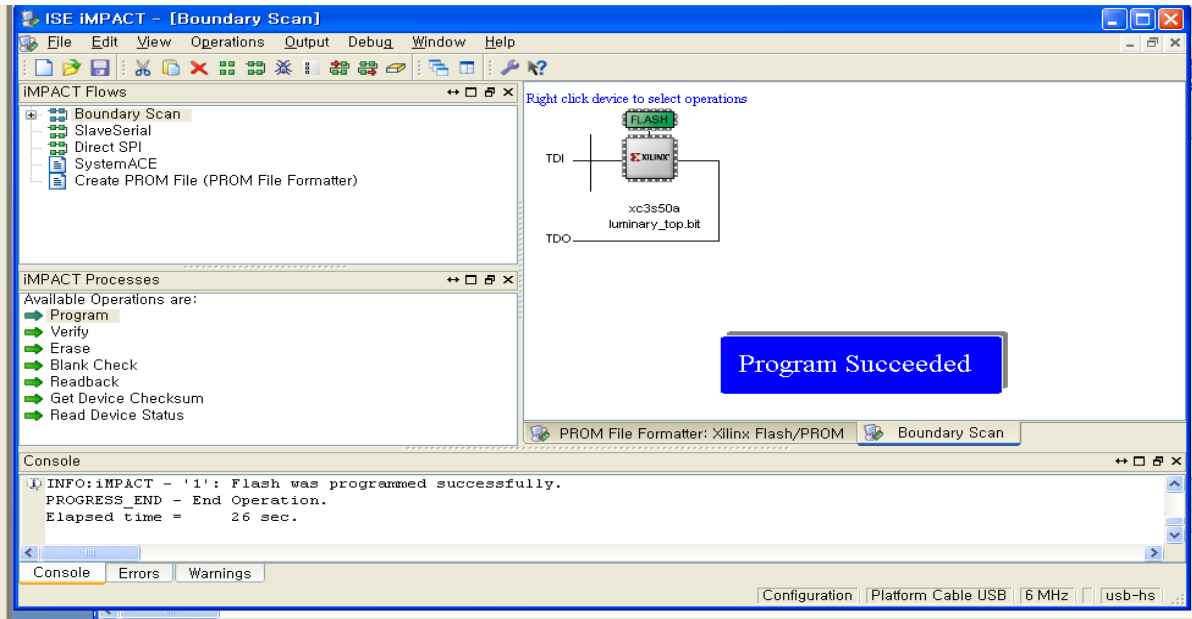 ISE iMPACT - [Boundary Scan]
File Edit View Operations Output Debug Window Help
iMPACT Flows
Boundary Scan
SlaveSerial
Direct SPI
SystemACE
Create PROM File (PROM File Formatter)
Right click device to select operations
FLASH
TDI
XILINX
xc3s50a
luminary_top.bit
TDO
iMPACT Processes
Available Operations are:
Program
Verify
Erase
Blank Check
Readback
Get Device Checksum
Read Device Status
Program Succeeded
PROM File Formatter: Xilinx Flash/PROM Boundary Scan
Console
INFO:iMPACT - '1': Flash was programmed successfully.
PROGRESS_END - End Operation.
Elapsed time = 26 sec.
Console Errors Warnings
Configuration Platform Cable USB 6 MHz usb-hs